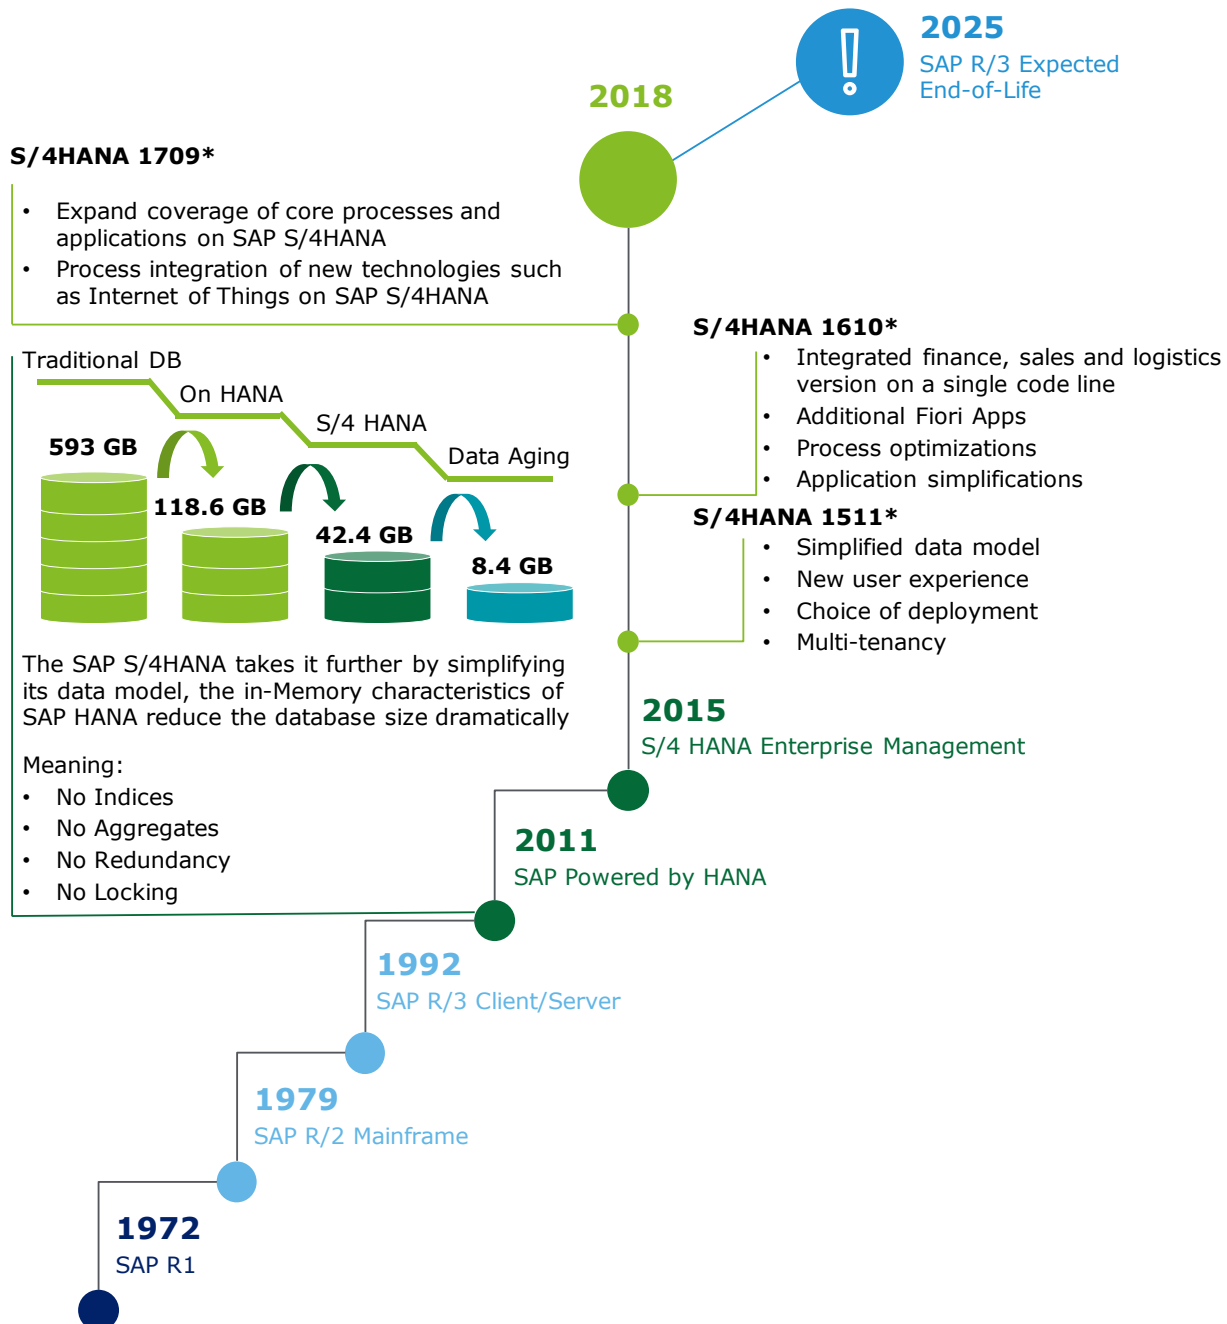 2025
SAP R/3 Expected
End-of-Life
2018
S/4HANA 1709*
• Expand coverage of core processes and
applications on SAP S/4HANA
• Process integration of new technologies such
as Internet of Things on SAP S/4HANA
S/4HANA 1610*
• Integrated finance, sales and logistics
version on a single code line
• Additional Fiori Apps
• Process optimizations
• Application simplifications
Traditional DB
On HANA
S/4 HANA
Data Aging
593 GB
118.6 GB
42.4 GB
8.4 GB
S/4HANA 1511*
• Simplified data model
• New user experience
• Choice of deployment
• Multi-tenancy
The SAP S/4HANA takes it further by simplifying
its data model, the in-Memory characteristics of
SAP HANA reduce the database size dramatically
Meaning:
• No Indices
• No Aggregates
• No Redundancy
• No Locking
2015
S/4 HANA Enterprise Management
2011
SAP Powered by HANA
1992
SAP R/3 Client/Server
1979
SAP R/2 Mainframe
1972
SAP R1